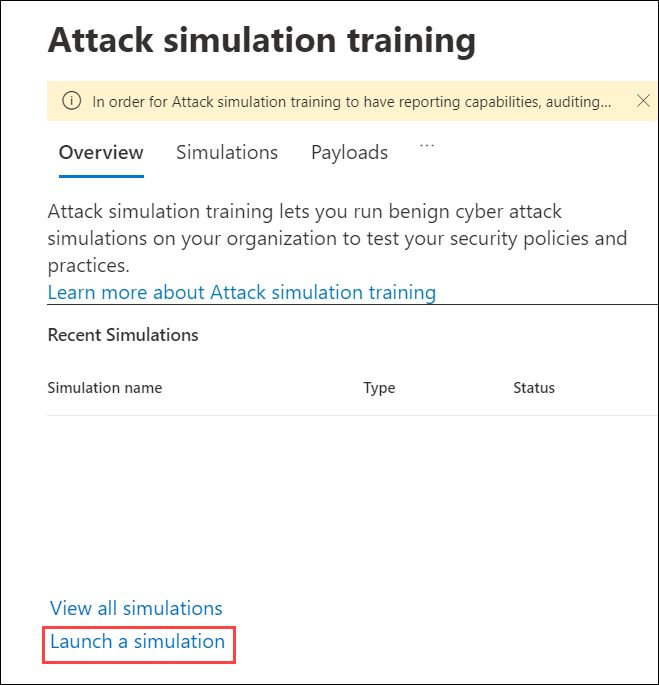 Attack simulation training
In order for Attack simulation training to have reporting capabilities, auditing...
Overview Simulations Payloads ...
Attack simulation training lets you run benign cyber attack
simulations on your organization to test your security policies and
practices.
Learn more about Attack simulation training
Recent Simulations
Simulation name Type Status
View all simulations
Launch a simulation